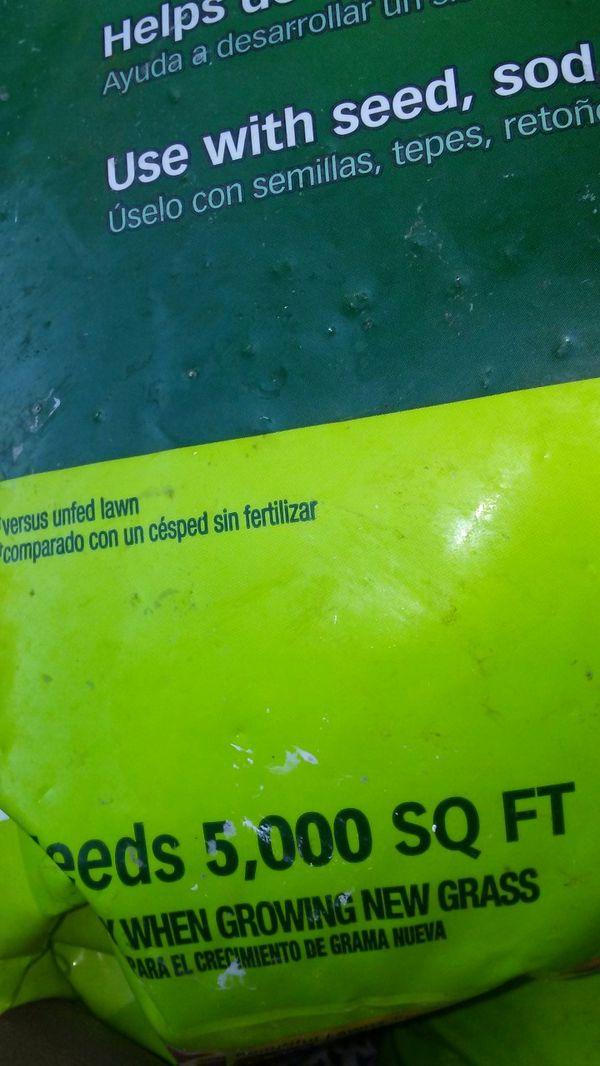 Helps
Ayuda a desarrollar un
Use with seed, sod
Úselo con semillas, tepes,
versus unfed lawn
comparado con un césped sin fertilizar
eeds 5,000 SQ FT
WHEN GROWING NEW GRASS
PARA EL CRECIMIENTO DE GRAMA NUEVA